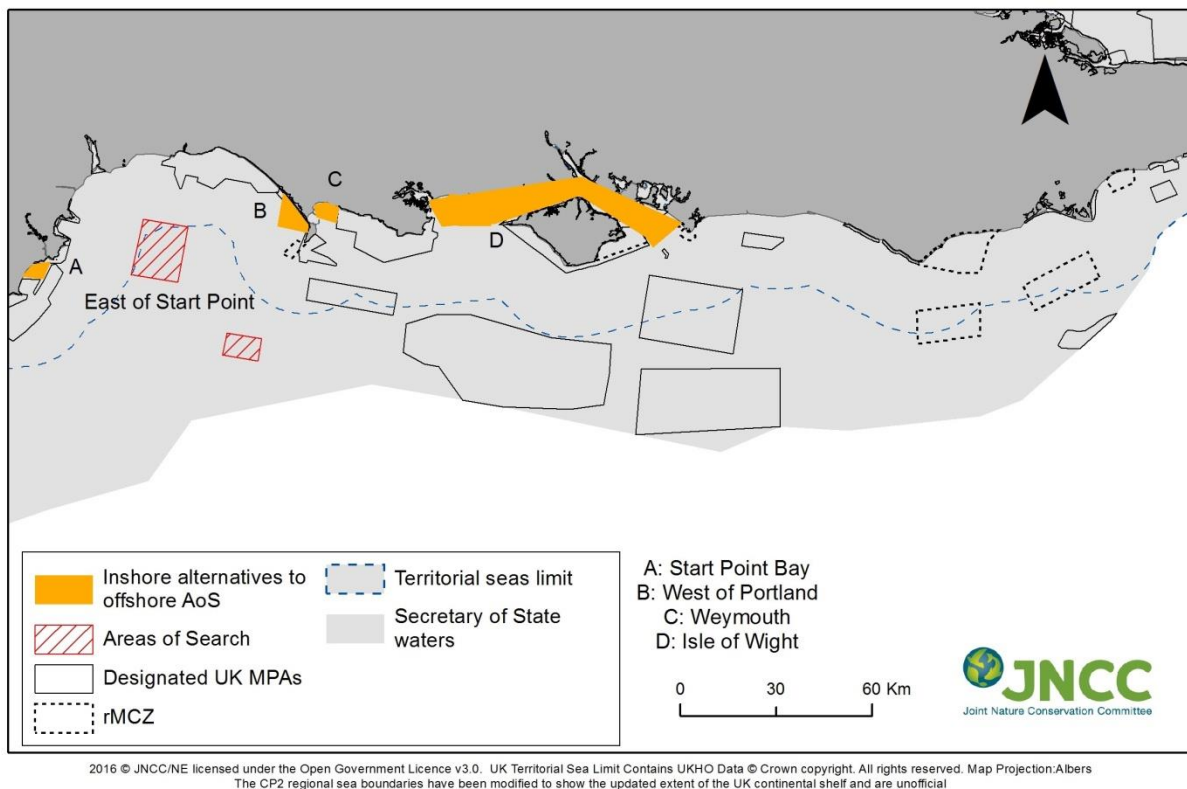 C
B
D
A
East of Start Point
Inshore alternatives to
offshore AoS
Areas of Search
Designated UK MPAs
rMCZ
Territorial seas limit
Secretary of State
waters
A: Start Point Bay
B: West of Portland
C: Weymouth
D: Isle of Wight
0 30 60 Km
JNCC
Joint Nature Conservation Committee
2016 © JNCC/NE licensed under the Open Government Licence v3.0. UK Territorial Sea Limit Contains UKHO Data © Crown copyright. All rights reserved. Map Projection:Albers
The CP2 regional sea boundaries have been modified to show the updated extent of the UK continental shelf and are unofficial